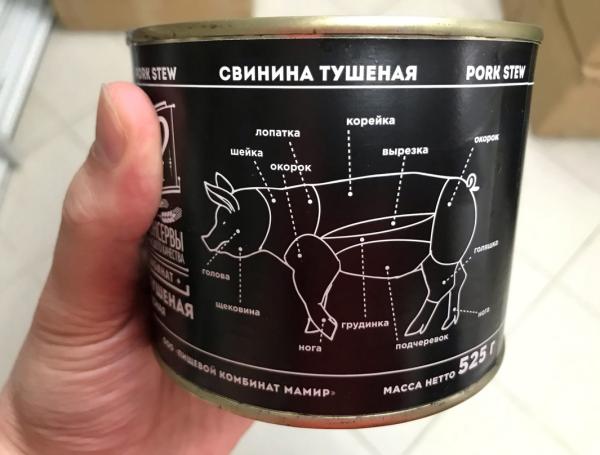 PORK STEW
СВИНИНА ТУШЕНАЯ
PORK STEW
корейка
лопатка
окорок
шейка
окорок
вырезка
голяшка
голова
щековина
грудинка
нога
нога
подчеревок
ООО «ПИЩЕВОЙ КОМБИНАТ МАМИР»
МАССА НЕТТО 525 г